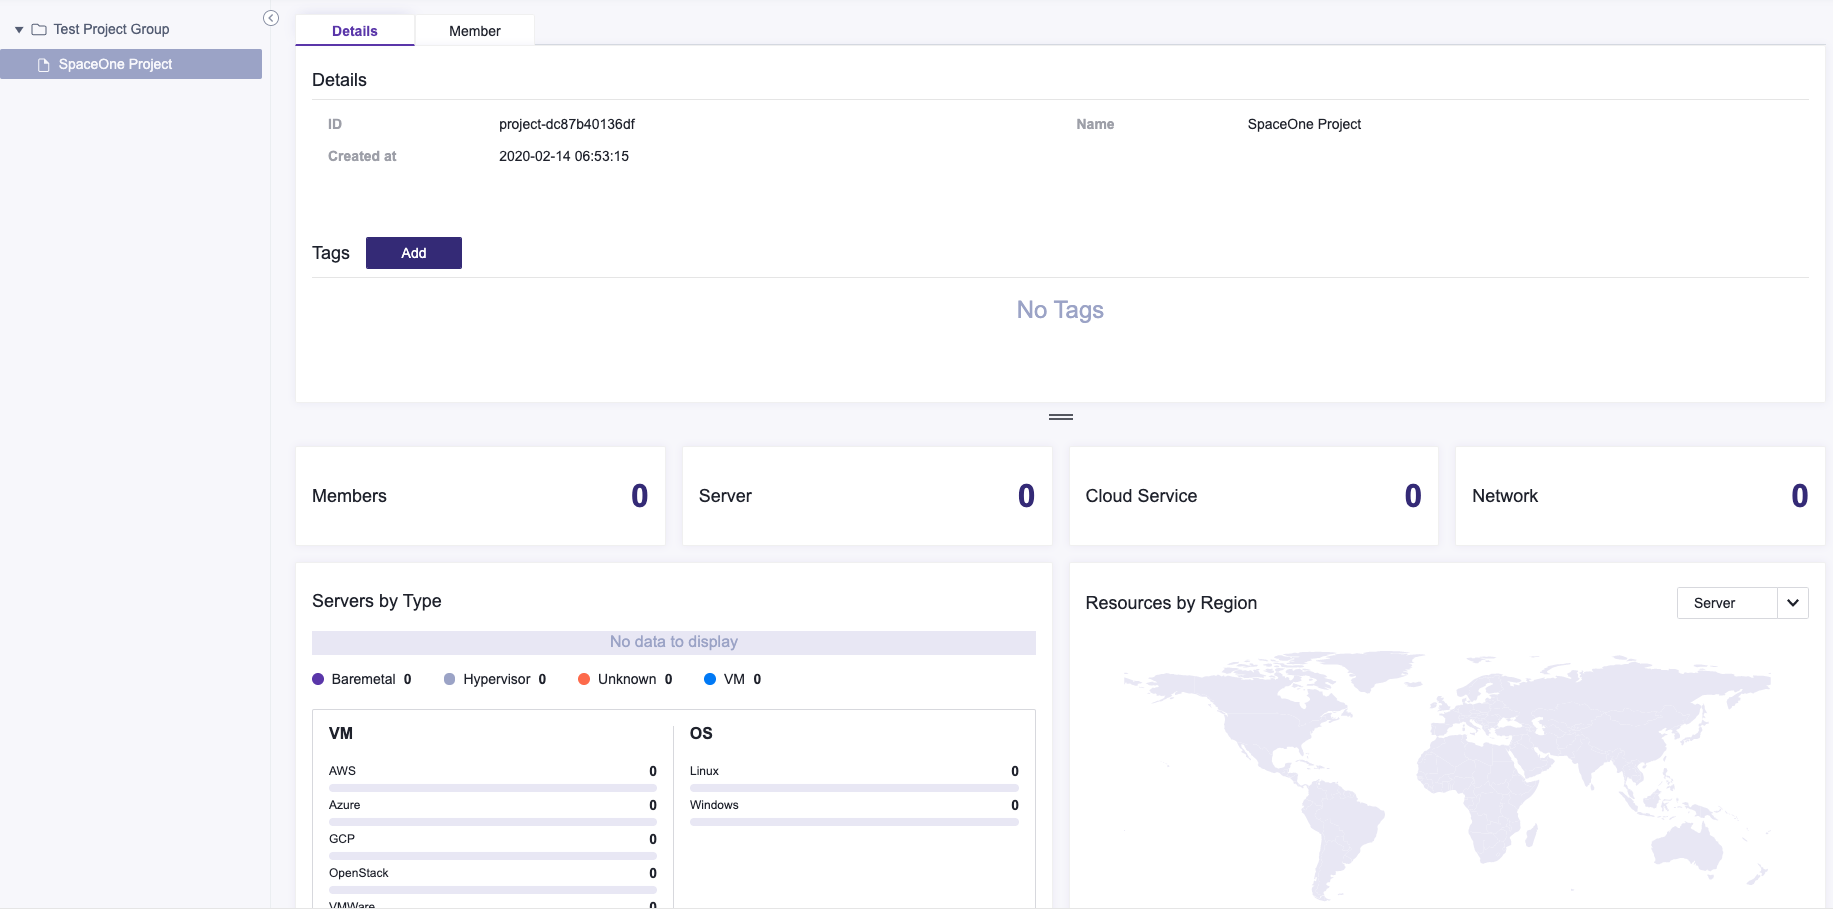 Test Project Group
SpaceOne Project
Details Member
Details
ID project-dc87b40136df Name SpaceOne Project
Created at 2020-02-14 06:53:15
Tags Add
No Tags
Members 0 Server 0 Cloud Service 0 Network 0
Servers by Type
No data to display
Baremetal 0 Hypervisor 0 Unknown 0 VM 0
VM
AWS 0
Azure 0
GCP 0
OpenStack 0
VMWare 0
OS
Linux 0
Windows 0
Resources by Region Server